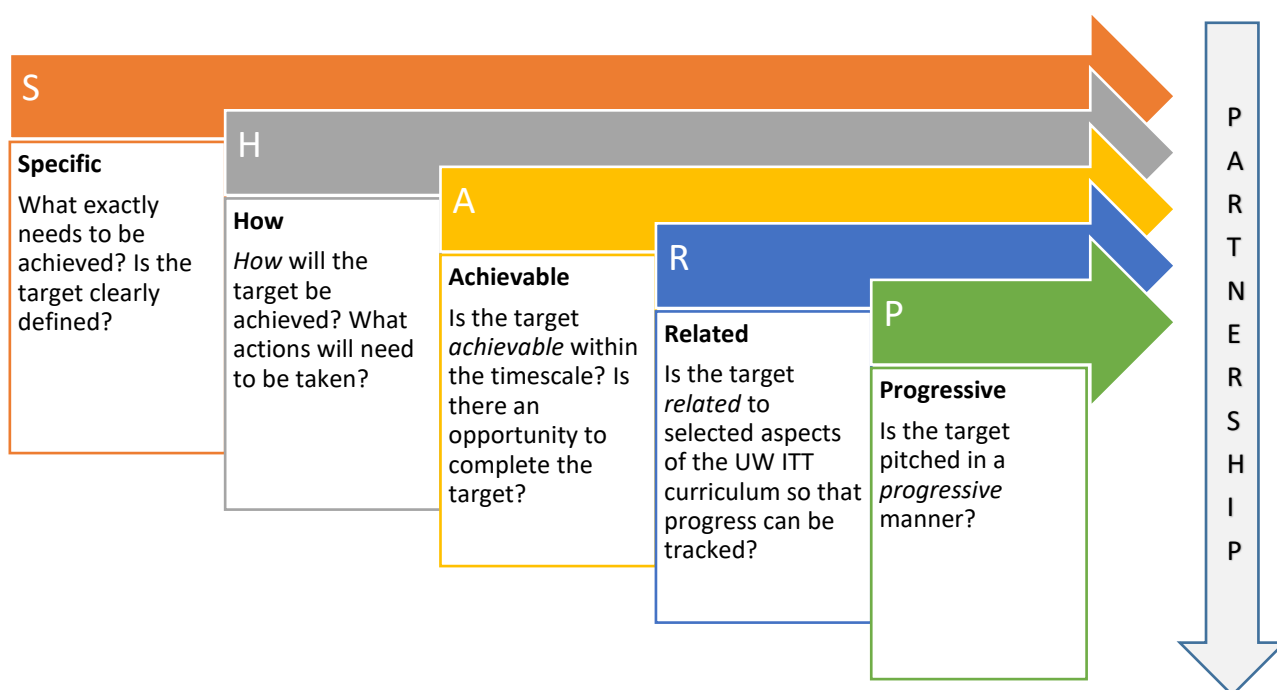 S
Specific
What exactly
needs to be
achieved? Is the
target clearly
defined?
H
How
How will the
target be
achieved? What
actions will need
to be taken?
A
Achievable
Is the target
achievable within
the timescale? Is
there an
opportunity to
complete the
target?
R
Related
Is the target
related to
selected aspects
of the UW ITT
curriculum so that
progress can be
tracked?
P
Progressive
Is the target
pitched in a
progressive
manner?
P
A
R
T
N
E
R
S
H
I
P